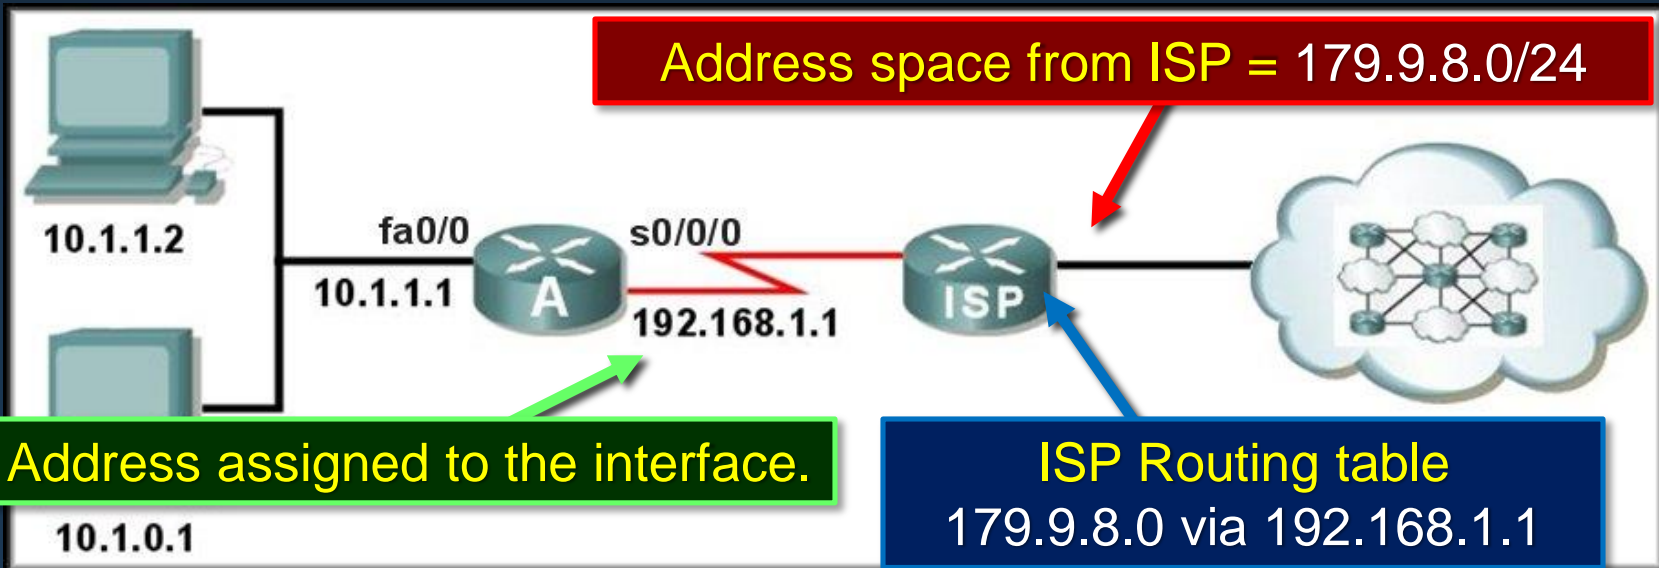 Address space from ISP = 179.9.8.0/24
10.1.1.2
fa0/0
10.1.1.1
A
s0/0/0
192.168.1.1
ISP
Address assigned to the interface.
10.1.0.1
ISP Routing table
179.9.8.0 via 192.168.1.1